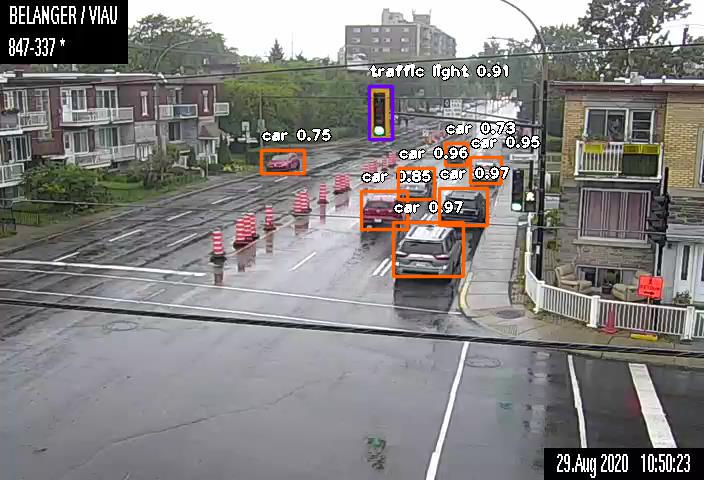 BELANGER / VIAU
847-337 *
traffic light 0.91
car 0.75
car 0.73
car 0.95
car 0.96
car 0.85
car 0.97
car 0.97
29.Aug 2020 10:50:23